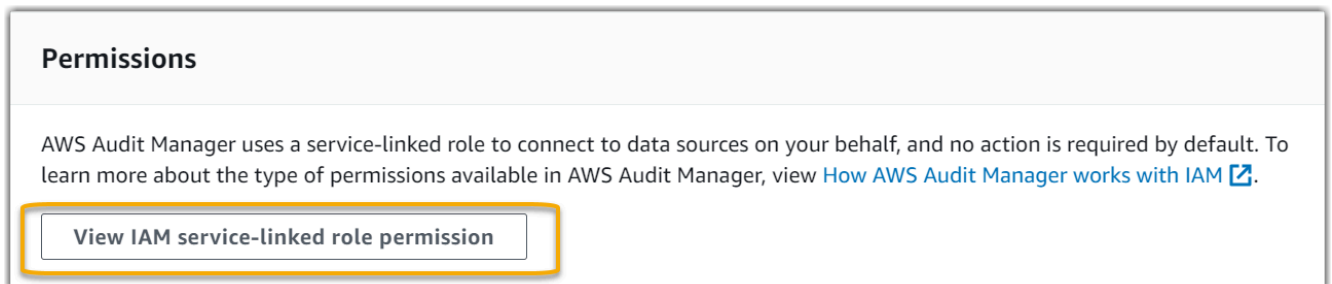 Permissions
AWS Audit Manager uses a service-linked role to connect to data sources on your behalf, and no action is required by default. To
learn more about the type of permissions available in AWS Audit Manager, view How AWS Audit Manager works with IAM.
View IAM service-linked role permission